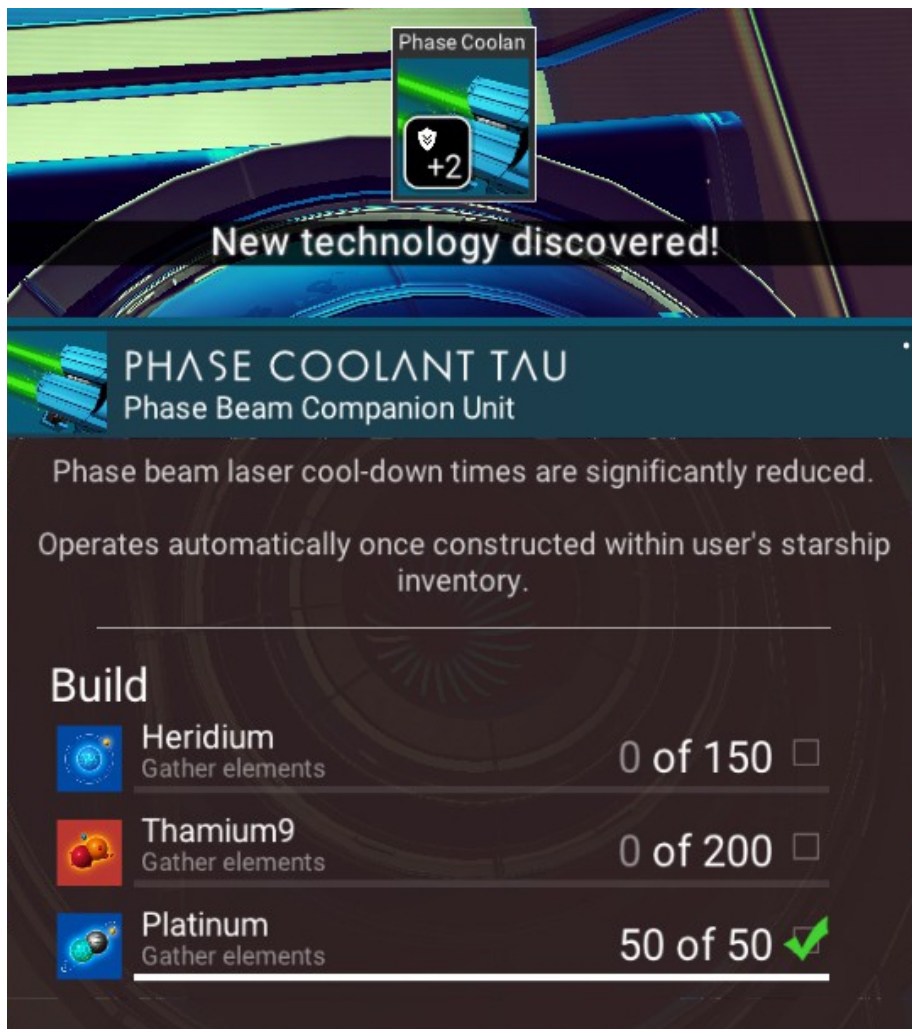 Phase Coolan
+2
New technology discovered!
PHASE COOLANT TAU
Phase Beam Companion Unit
Phase beam laser cool-down times are significantly reduced.
Operates automatically once constructed within user's starship
inventory.
Build
Heridium
Gather elements
0 of 150
Thamium9
Gather elements
0 of 200
Platinum
Gather elements
50 of 50